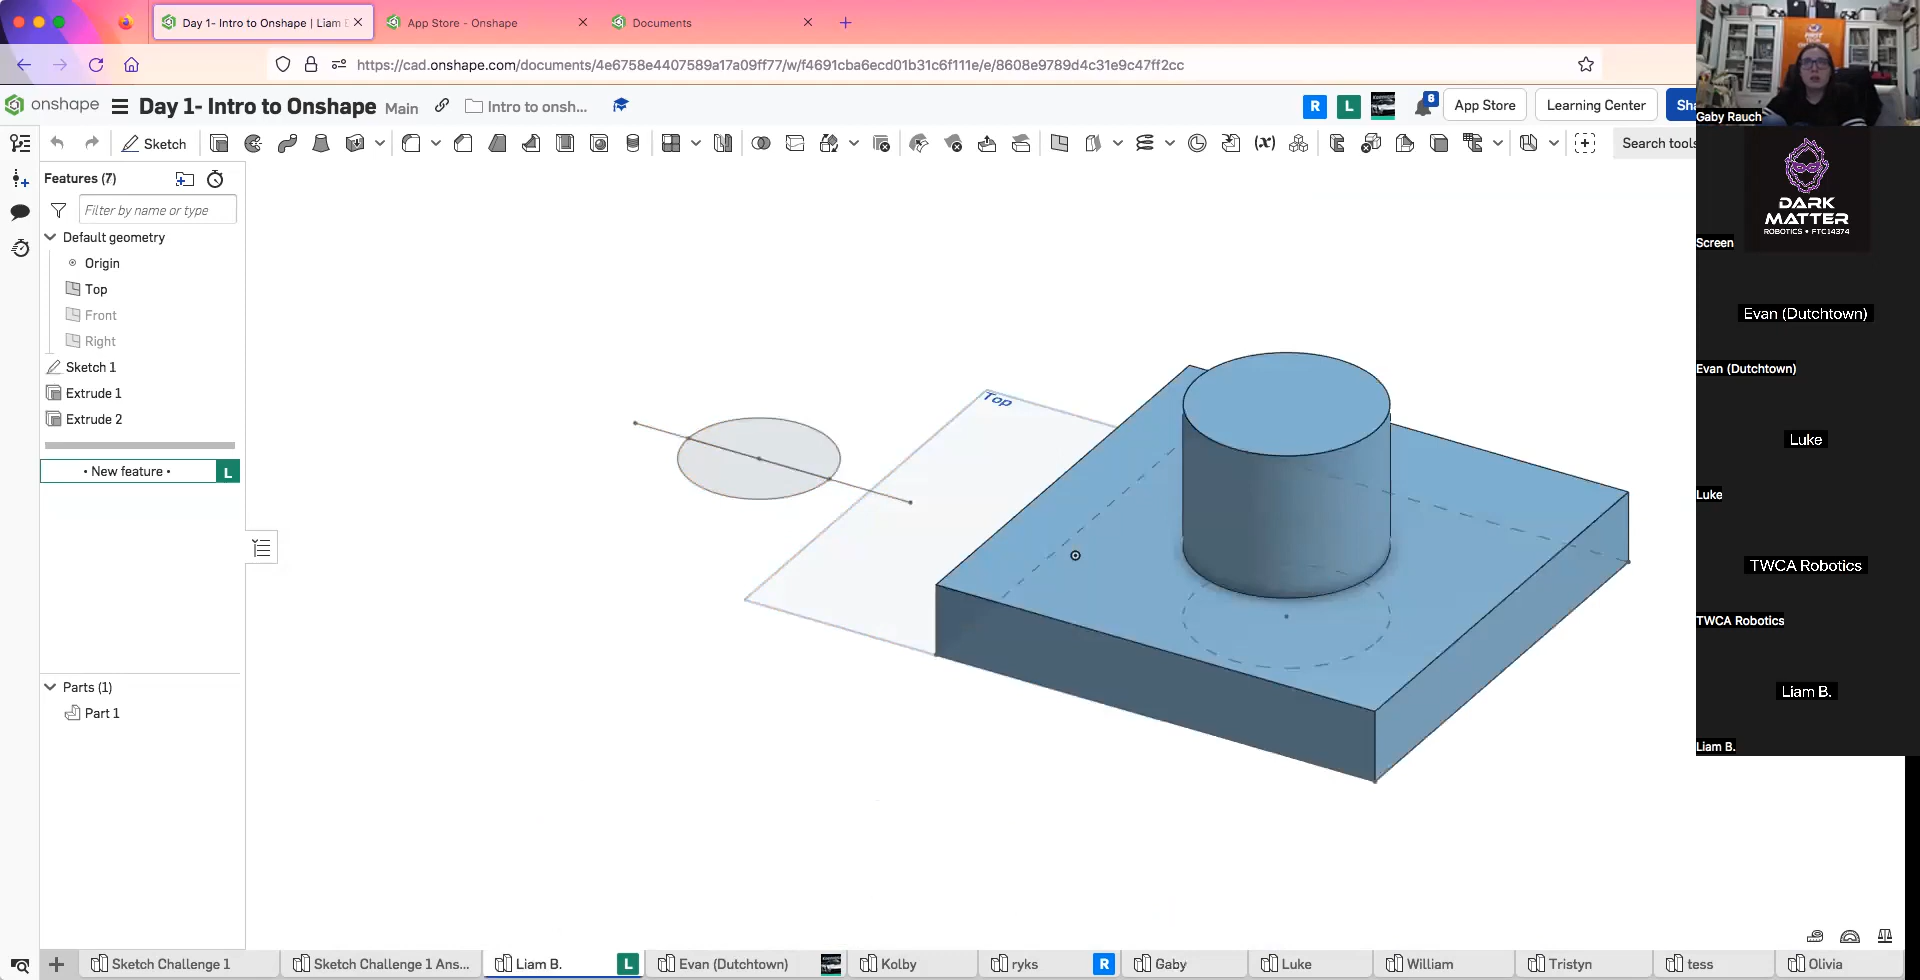 Day 1- Intro to Onshape | Liam
App Store - Onshape
Documents
https://cad.onshape.com/documents/4e6758e4407589a17a09ff77/w/f4691cba6ecd01b31c6f111e/e/8608e9789d4c31e9c47ff2cc
onshape
Day 1- Intro to Onshape
Main
Intro to onsh...
R
L
6
App Store
Learning Center
Sha
Gaby Rauch
Sketch
(x)
Search tools
Features (7)
Filter by name or type
Default geometry
Origin
Top
Front
Right
Sketch 1
Extrude 1
Extrude 2
• New feature •
L
Parts (1)
Part 1
Top
DARK
MATTER
ROBOTICS • FTC14374
Screen
Evan (Dutchtown)
Evan (Dutchtown)
Luke
Luke
TWCA Robotics
TWCA Robotics
Liam B.
Liam B.
Sketch Challenge 1
Sketch Challenge 1 Ans...
Liam B.
L
Evan (Dutchtown)
Kolby
ryks
R
Gaby
Luke
William
Tristyn
tess
Olivia